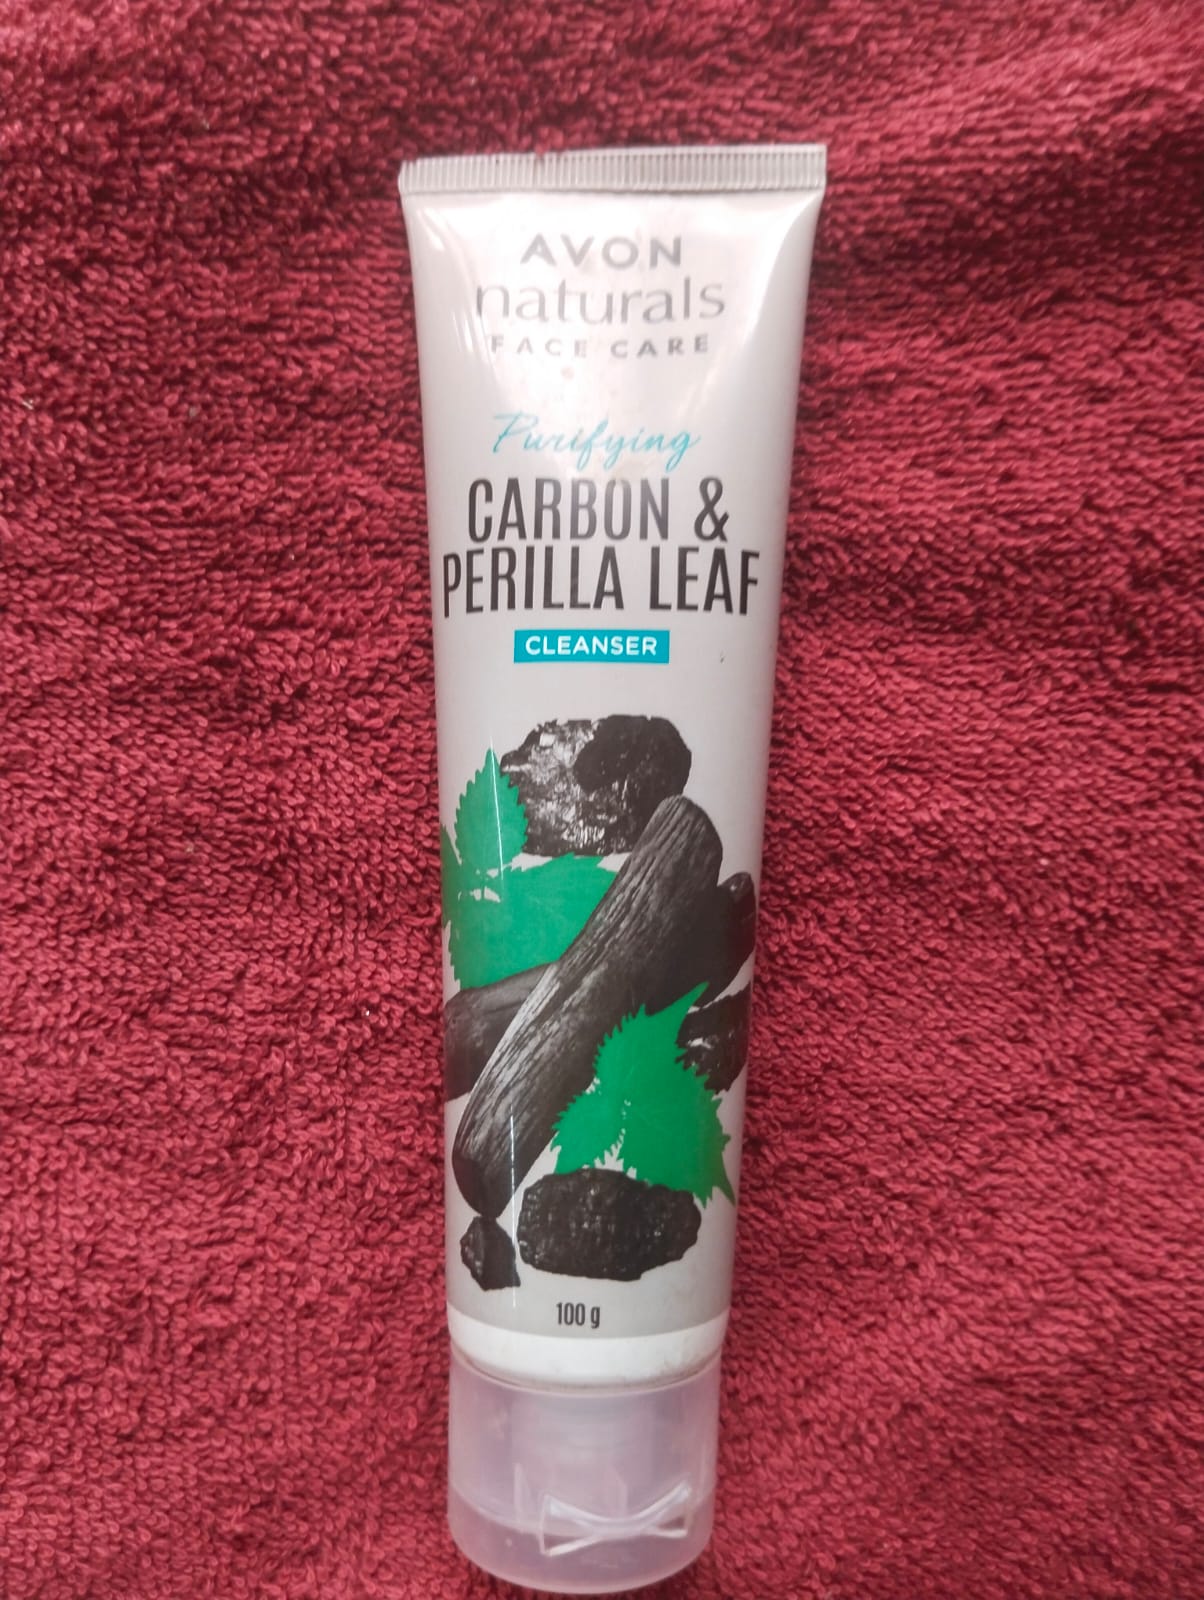 AVON
naturals
FACE CARE
Purifying
CARBON &
PERILLA LEAF
CLEANSER
100 g